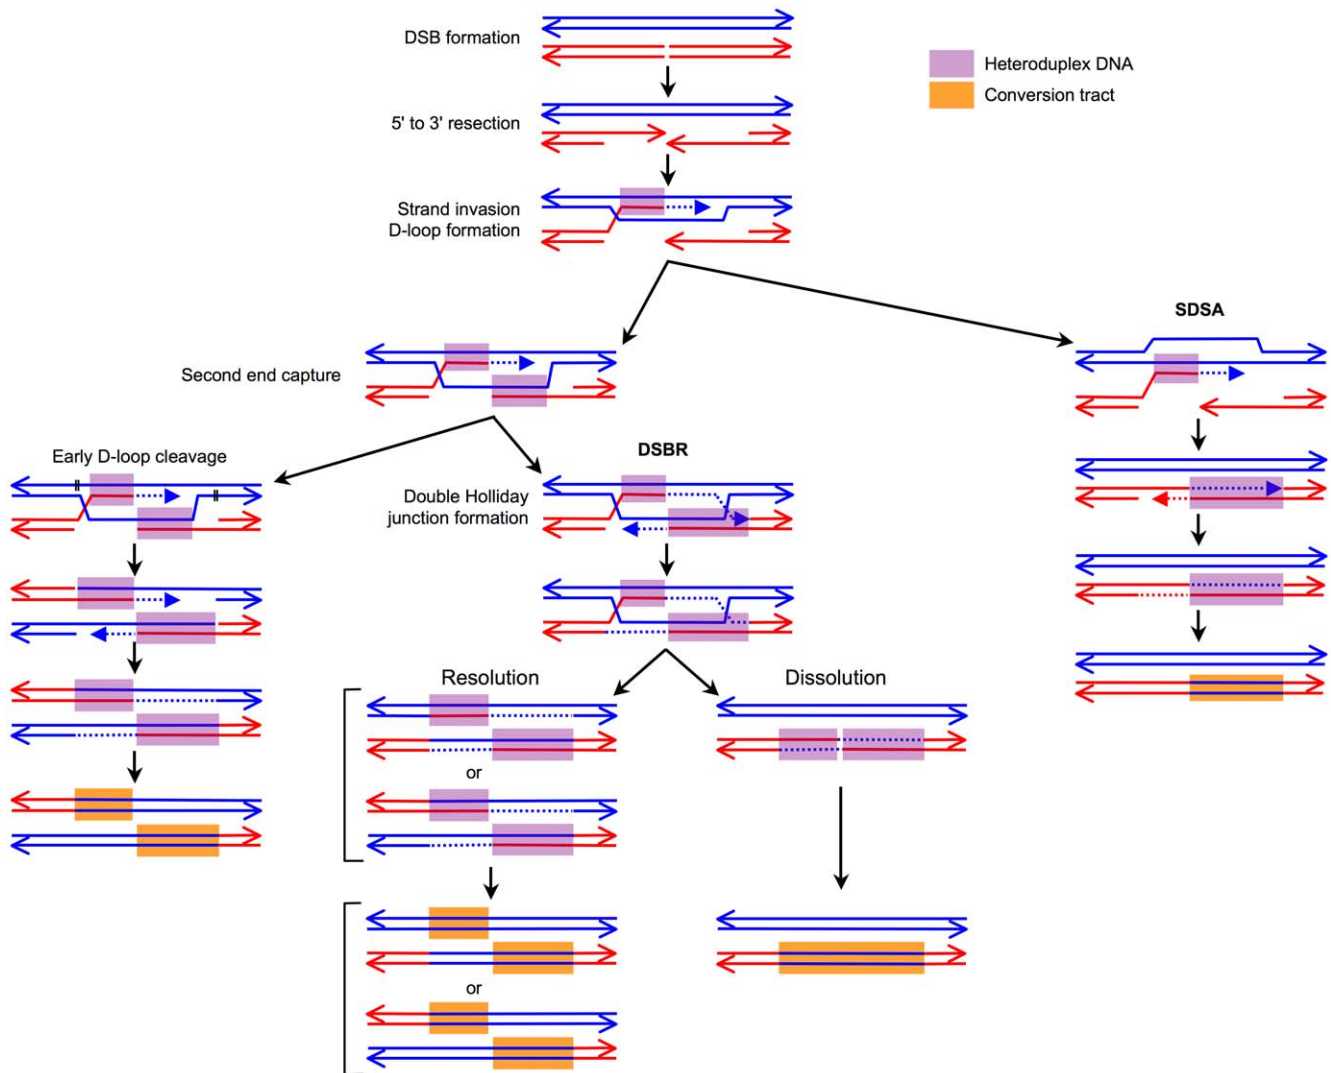 DSB formation
Heteroduplex DNA
Conversion tract
5' to 3' resection
Strand invasion
D-loop formation
SDSA
Second end capture
Early D-loop cleavage
DSBR
Double Holliday
junction formation
Resolution
Dissolution
or
or